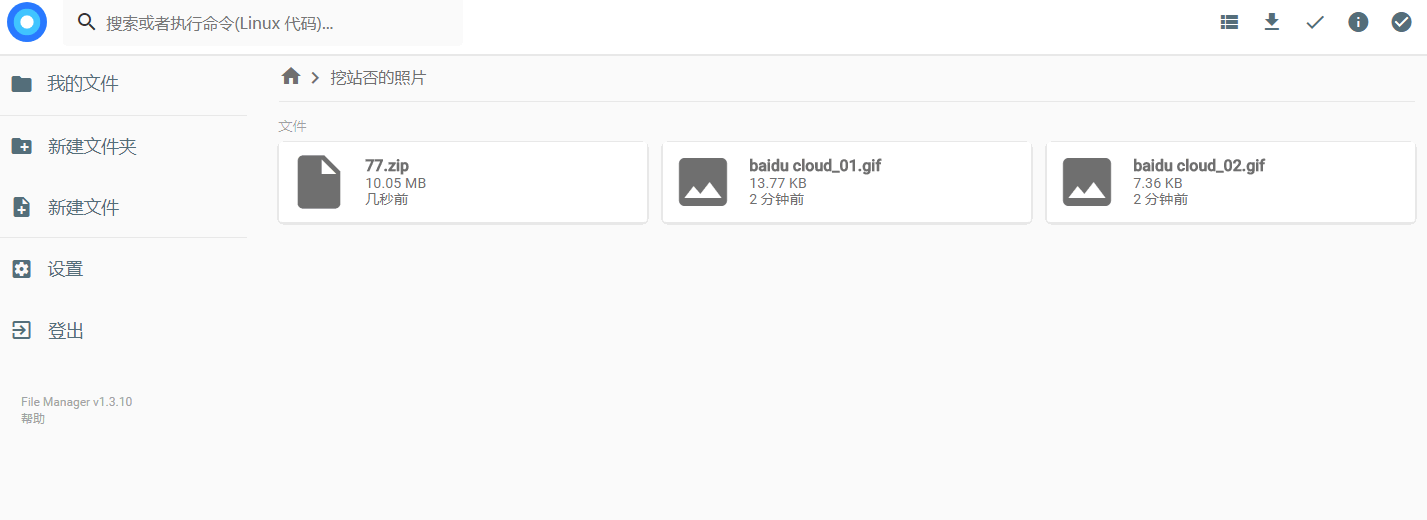 搜索或者执行命令(Linux 代码)...
我的文件
新建文件夹
新建文件
设置
登出
File Manager v1.3.10
帮助
挖站否的照片
文件
77.zip
10.05 MB
几秒前
baidu cloud_01.gif
13.77 KB
2 分钟前
baidu cloud_02.gif
7.36 KB
2 分钟前